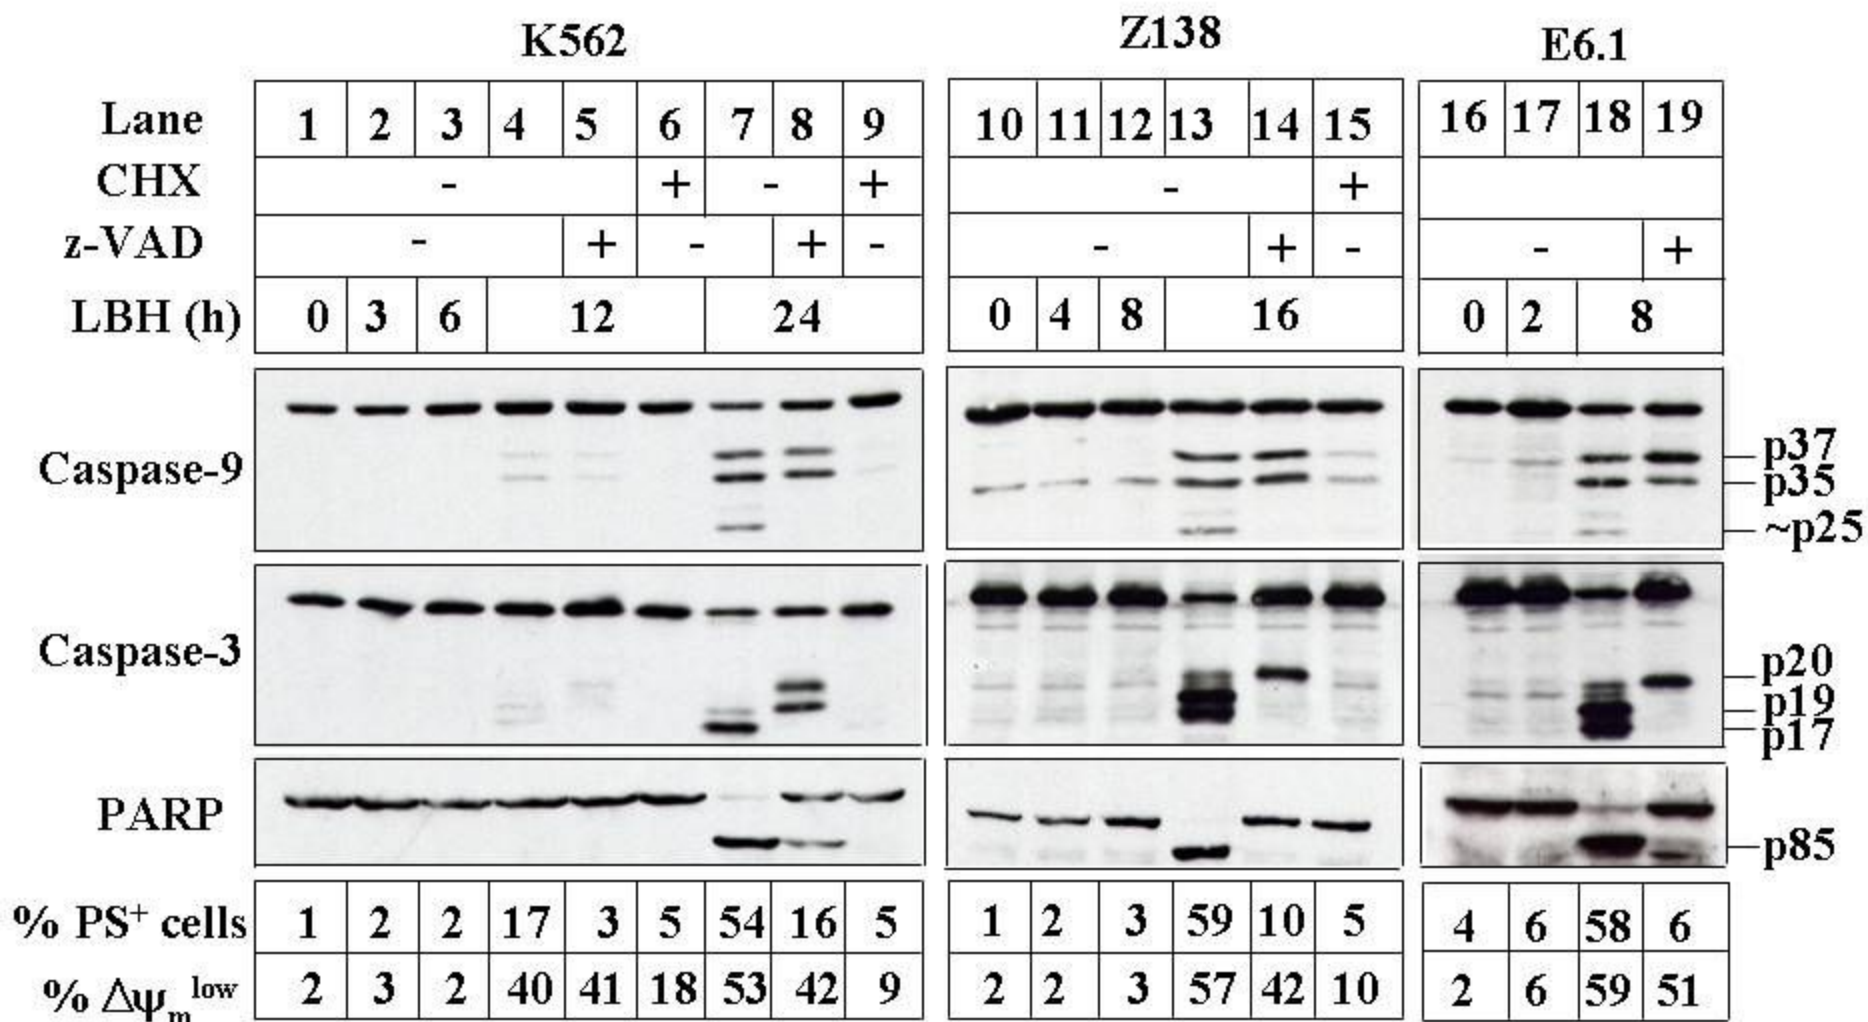 K562 Z138 E6.1
Lane 1 2 3 4 5 6 7 8 9 10 11 12 13 14 15 16 17 18 19
CHX - + - + - +
z-VAD - + - + - - + - - +
LBH (h) 0 3 6 12 24 0 4 8 16 0 2 8
Caspase-9
p37
p35
~p25
Caspase-3
p20
p19
p17
PARP
p85
% PS⁺ cells 1 2 2 17 3 5 54 16 5 1 2 3 59 10 5 4 6 58 6
% Δψₘˡᵒʷ 2 3 2 40 41 18 53 42 9 2 2 3 57 42 10 2 6 59 51